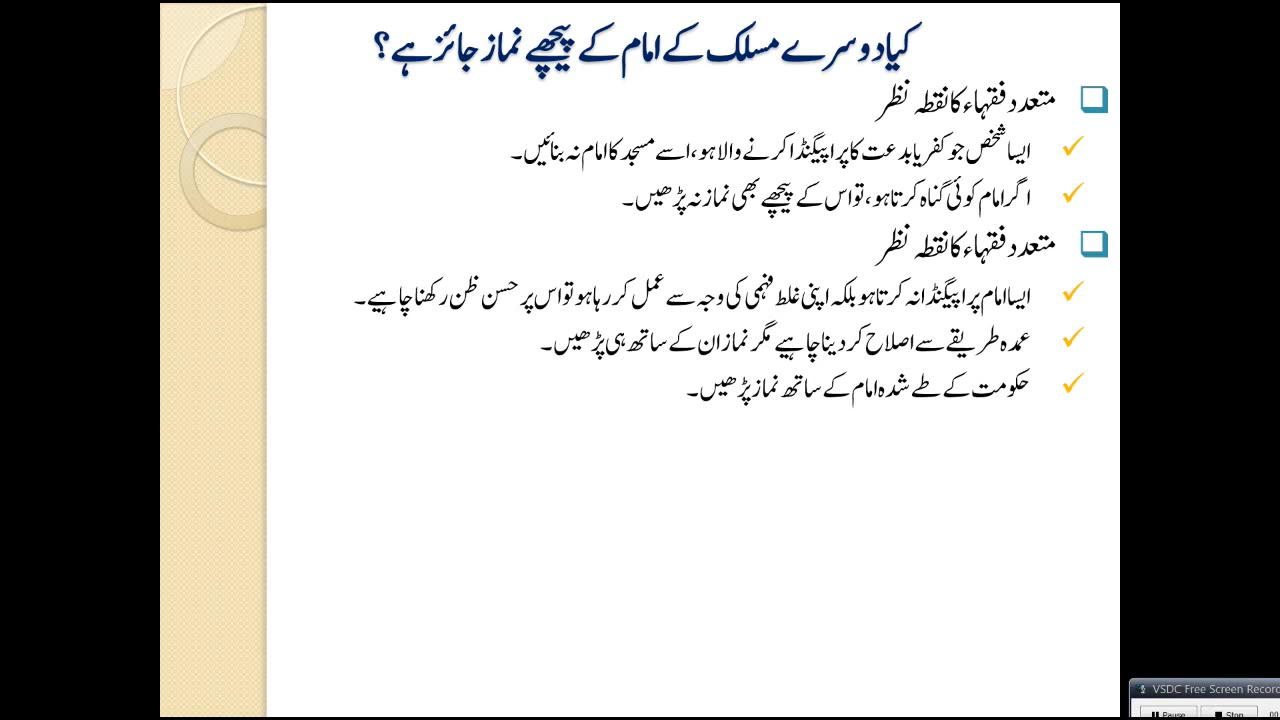 کیا دوسرے مسلک کے امام کے پیچھے نماز جائز ہے؟
متعدد فقہاء کا نقطہ نظر
ایسا شخص جو کفر یا بدعت کا پراپیگنڈا کرنے والا ہو، اسے مسجد کا امام نہ بنائیں۔
اگر امام کوئی گناہ کرتا ہو، تو اس کے پیچھے بھی نماز نہ پڑھیں۔
متعدد فقہاء کا نقطہ نظر
ایسا امام پراپیگنڈا نہ کرتا ہو بلکہ اپنی غلط فہمی کی وجہ سے عمل کر رہا ہو تو اس پر حسن ظن رکھنا چاہیے۔
عمدہ طریقے سے اصلاح کر دینا چاہیے مگر نماز ان کے ساتھ ہی پڑھیں۔
حکومت کے طے شدہ امام کے ساتھ نماز پڑھیں۔
VSDC Free Screen Recor
Pause Stop 00